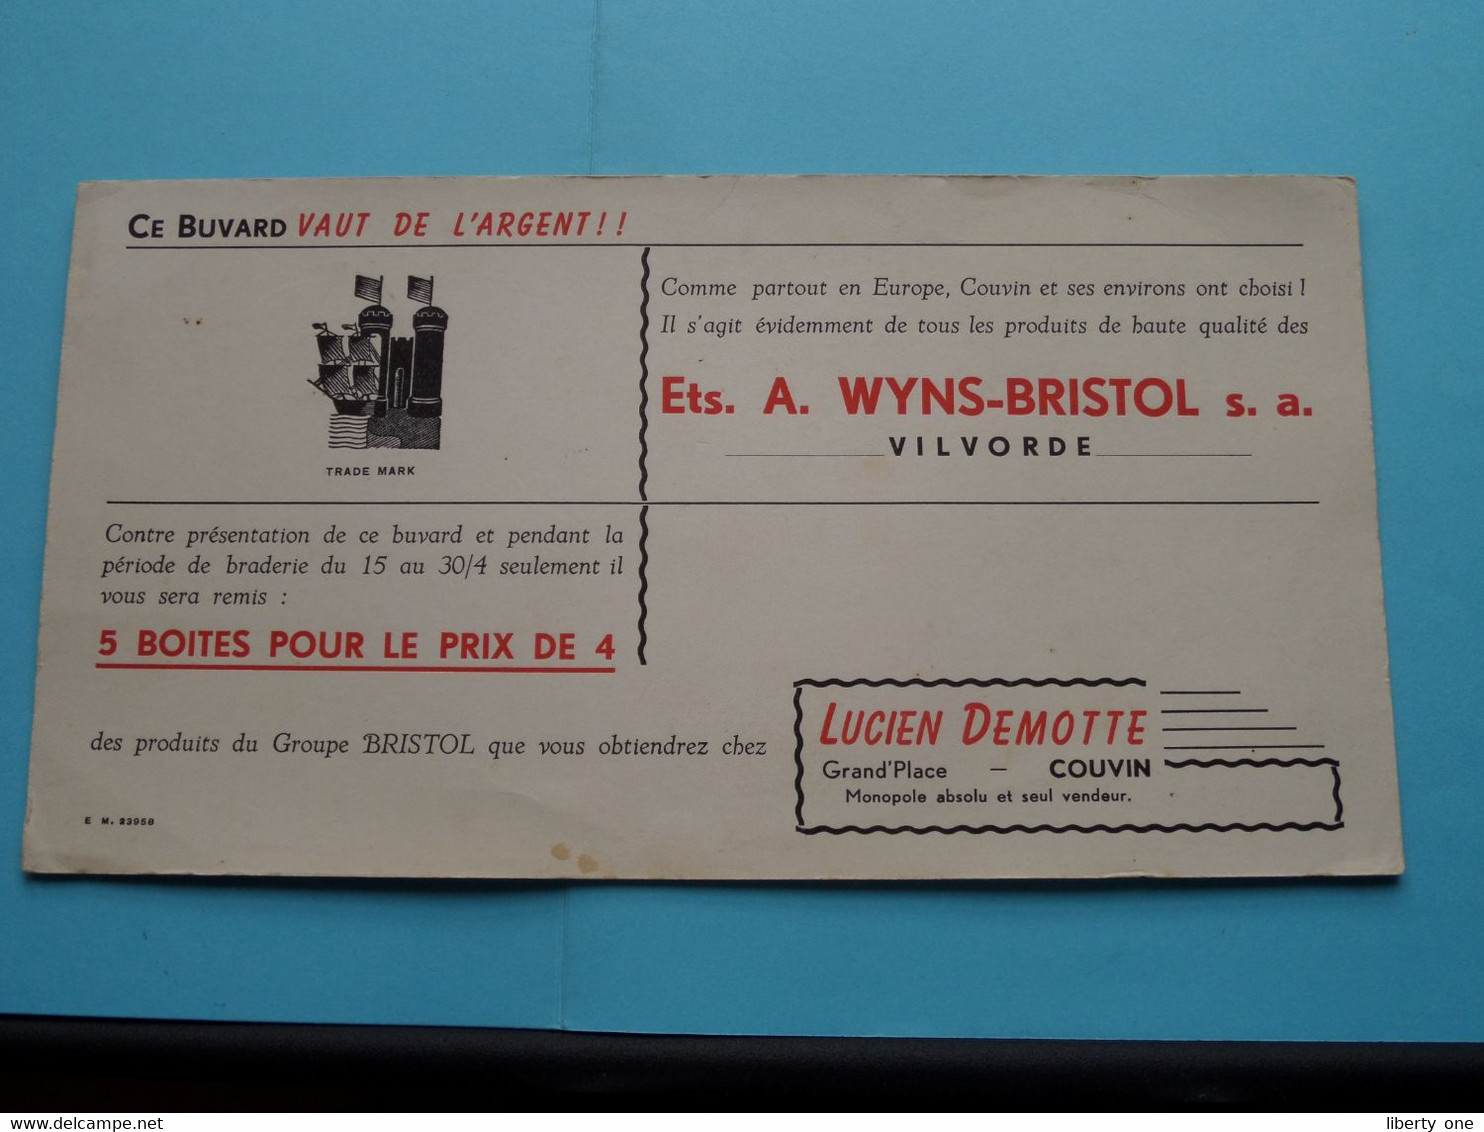 CE BUVARD VAUT DE L'ARGENT!!
TRADE MARK
Comme partout en Europe, Couvin et ses environs ont choisi !
Il s'agit évidemment de tous les produits de haute qualité des
Ets. A. WYNS-BRISTOL s. a.
VILVORDE
Contre présentation de ce buvard et pendant la
période de braderie du 15 au 30/4 seulement il
vous sera remis :
5 BOITES POUR LE PRIX DE 4
des produits du Groupe BRISTOL que vous obtiendrez chez
LUCIEN DEMOTTE
Grand'Place — COUVIN
Monopole absolu et seul vendeur.
E M. 23958
www.delcampe.net
liberty one